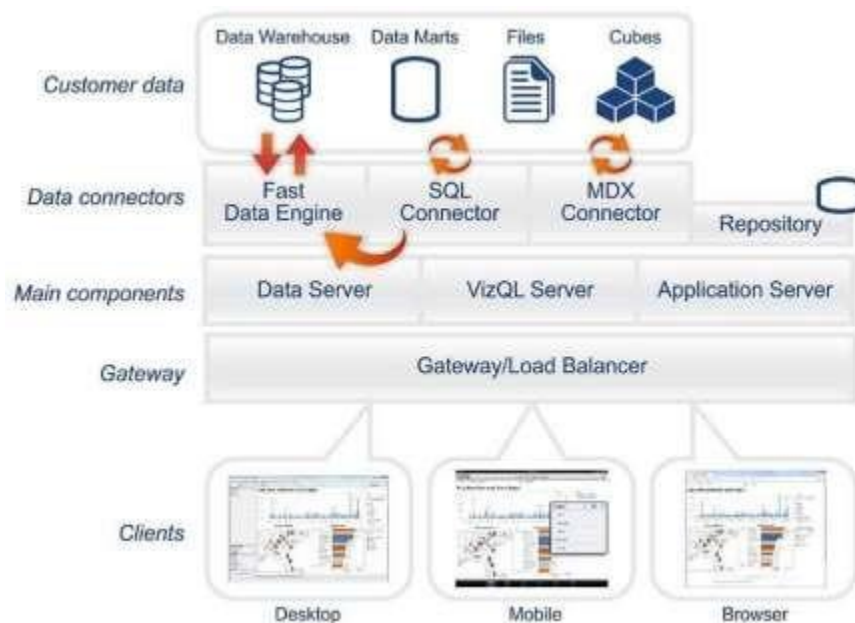 Data Warehouse Data Marts Files Cubes
Customer data
Data connectors
Fast
Data Engine
SQL
Connector
MDX
Connector
Repository
Main components
Data Server VizQL Server Application Server
Gateway
Gateway/Load Balancer
Clients
Desktop Mobile Browser